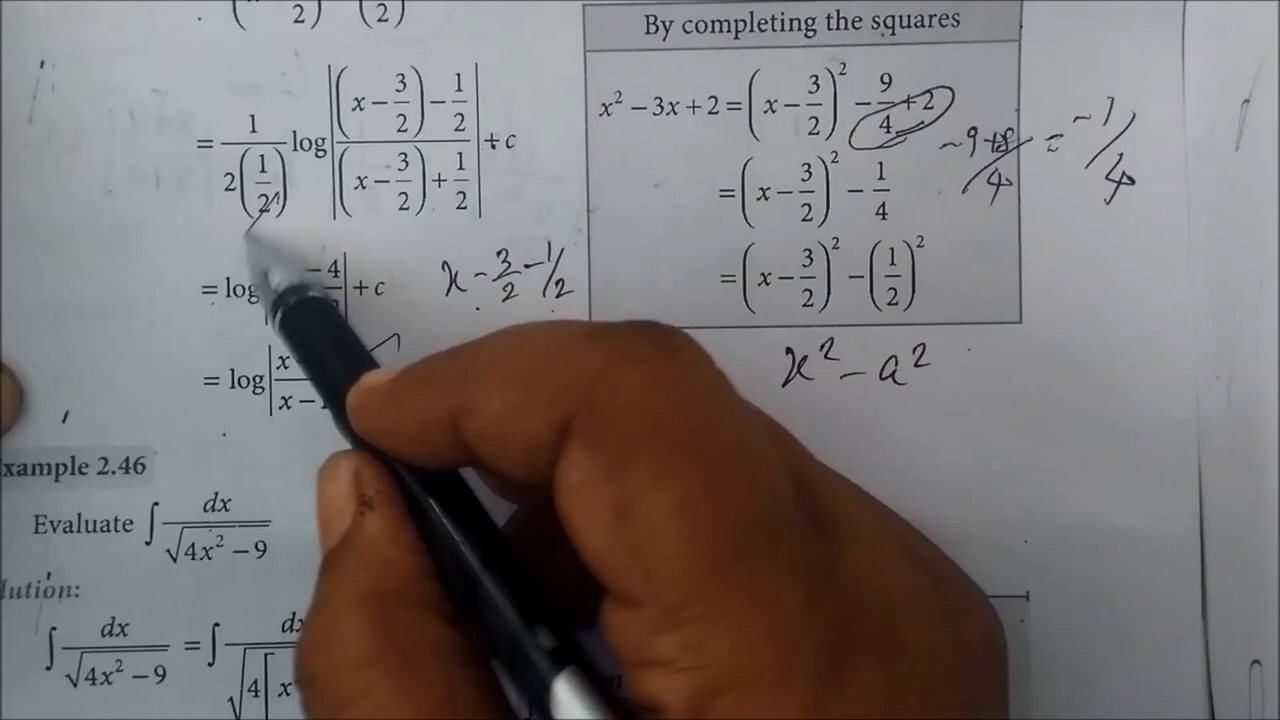 By completing the squares
x² − 3x + 2 = (x − 3/2)² − 9/4 + 2
−9+8/4 = −1/4
= (x − 3/2)² − 1/4
= (x − 3/2)² − (1/2)²
x² − a²
= 1/2(1/2) log |(x − 3/2) − 1/2 / (x − 3/2) + 1/2| + c
= log − 4 + c
x − 3/2 − 1/2
= log | x / x −
xample 2.46
Evaluate ∫ dx/√4x² − 9
lution:
∫ dx/√4x² − 9 = ∫ d /√4[x